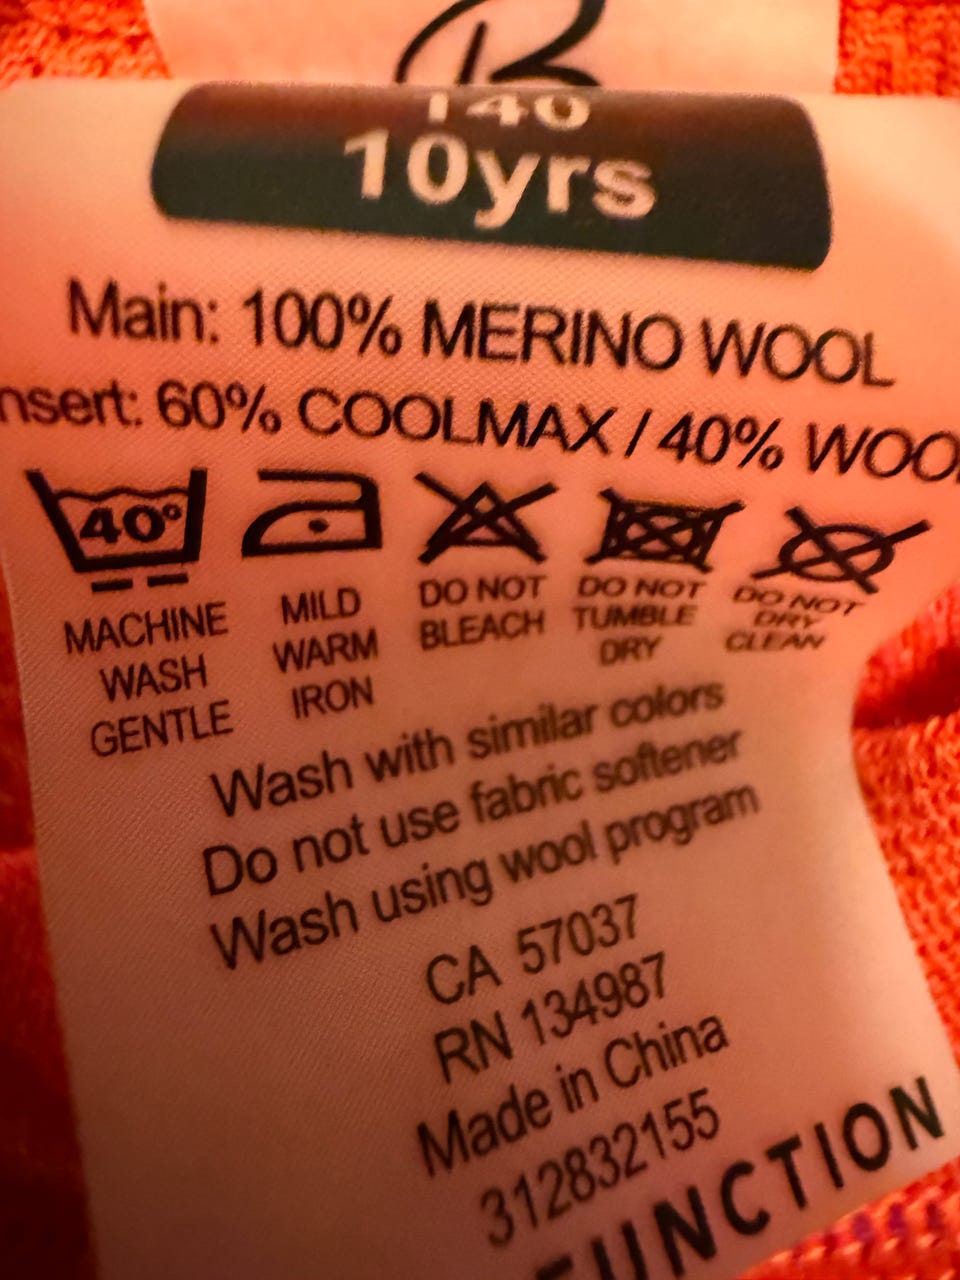 140
10yrs
Main: 100% MERINO WOOL
nsert: 60% COOLMAX / 40% WOO
40°
MACHINE
WASH
GENTLE
MILD
WARM
IRON
DO NOT
BLEACH
DO NOT
TUMBLE
DRY
DO NOT
DRY
CLEAN
Wash with similar colors
Do not use fabric softener
Wash using wool program
CA 57037
RN 134987
Made in China
312832155
FUNCTION